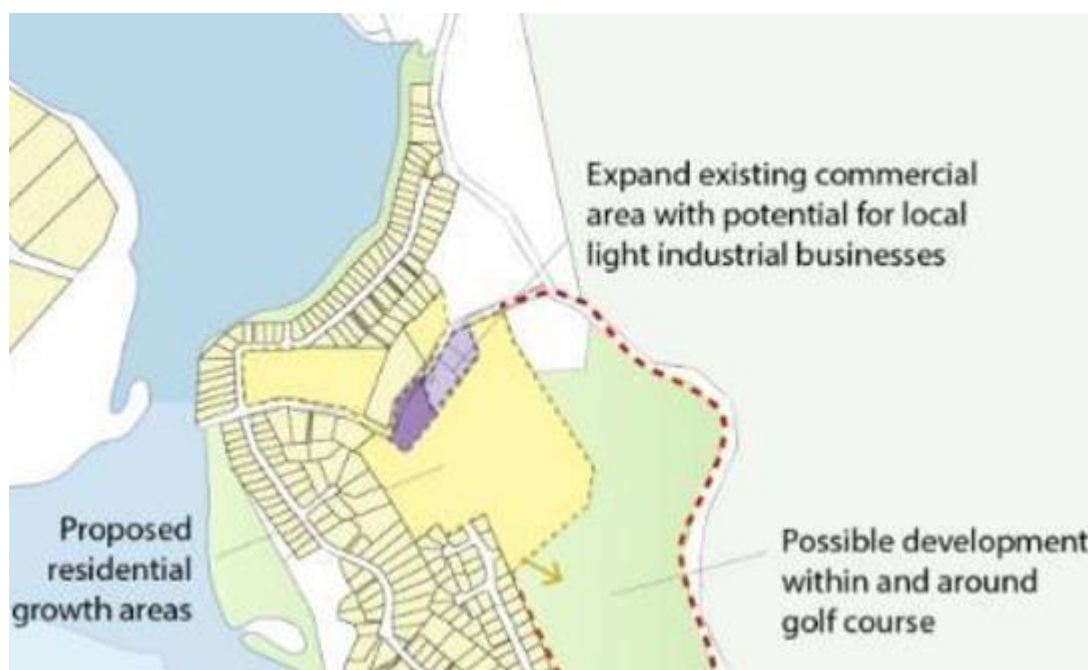 Expand existing commercial
area with potential for local
light industrial businesses
Proposed
residential
growth areas
Possible development
within and around
golf course